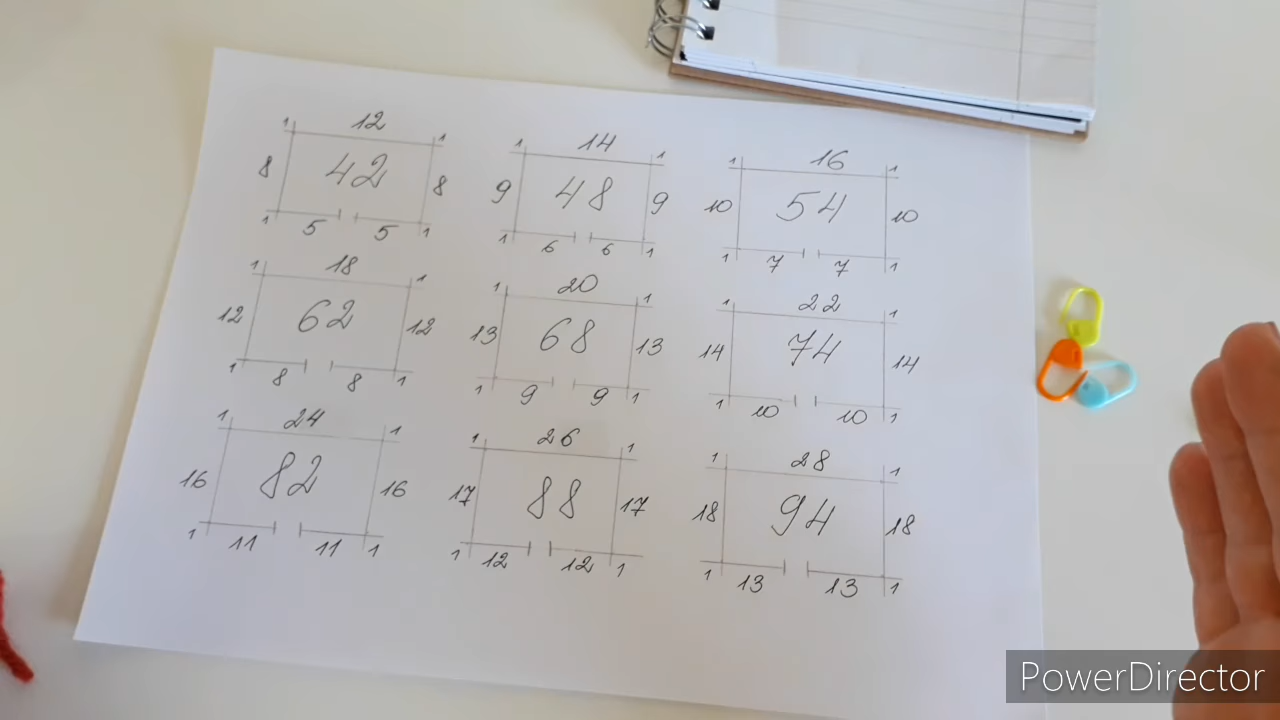 12
1 1
8 42 8
1 5 5 1
14
1 1
9 48 9
1 6 6 1
16
1 1
10 54 10
1 7 7 1
18
1 1
12 62 12
1 8 8 1
20
1 1
13 68 13
1 9 9 1
22
1 1
14 74 14
1 10 10 1
24
1 1
16 82 16
1 11 11 1
26
1 1
17 88 17
1 12 12 1
28
1 1
18 94 18
1 13 13 1
PowerDirector